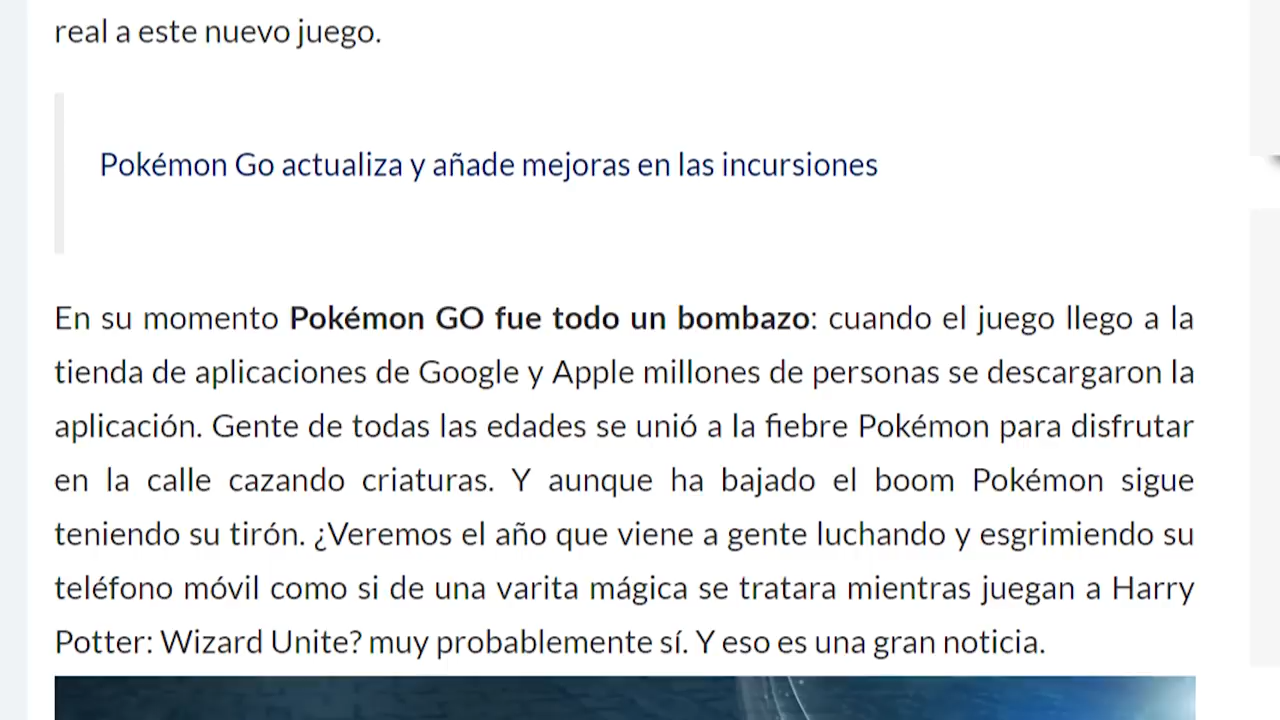 real a este nuevo juego.
Pokémon Go actualiza y añade mejoras en las incursiones
En su momento Pokémon GO fue todo un bombazo: cuando el juego llego a la
tienda de aplicaciones de Google y Apple millones de personas se descargaron la
aplicación. Gente de todas las edades se unió a la fiebre Pokémon para disfrutar
en la calle cazando criaturas. Y aunque ha bajado el boom Pokémon sigue
teniendo su tirón. ¿Veremos el año que viene a gente luchando y esgrimiendo su
teléfono móvil como si de una varita mágica se tratara mientras juegan a Harry
Potter: Wizard Unite? muy probablemente sí. Y eso es una gran noticia.